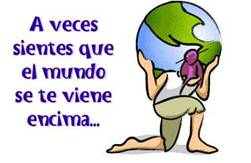 A veces
sientes que
el mundo
se te viene
encima...